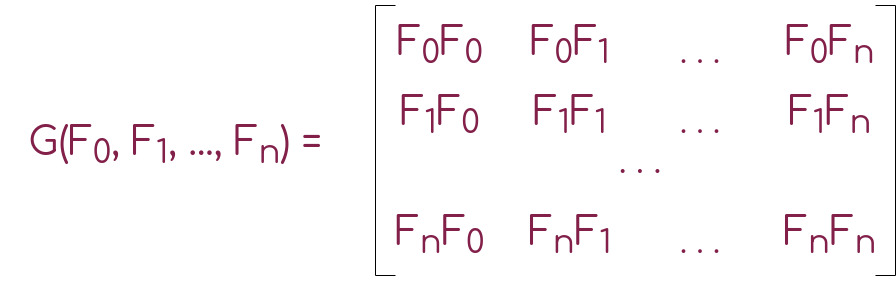 F₀F₀ F₀F₁ ... F₀Fₙ
F₁F₀ F₁F₁ ... F₁Fₙ
G(F₀, F₁, ..., Fₙ) =
...
FₙF₀ FₙF₁ ... FₙFₙ